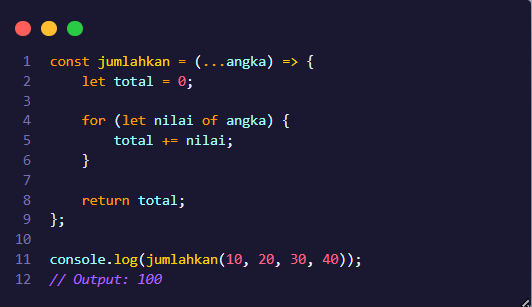 1 const jumlahkan = (...angka) => {
2     let total = 0;
3
4     for (let nilai of angka) {
5         total += nilai;
6     }
7
8     return total;
9 };
10
11 console.log(jumlahkan(10, 20, 30, 40));
12 // Output: 100